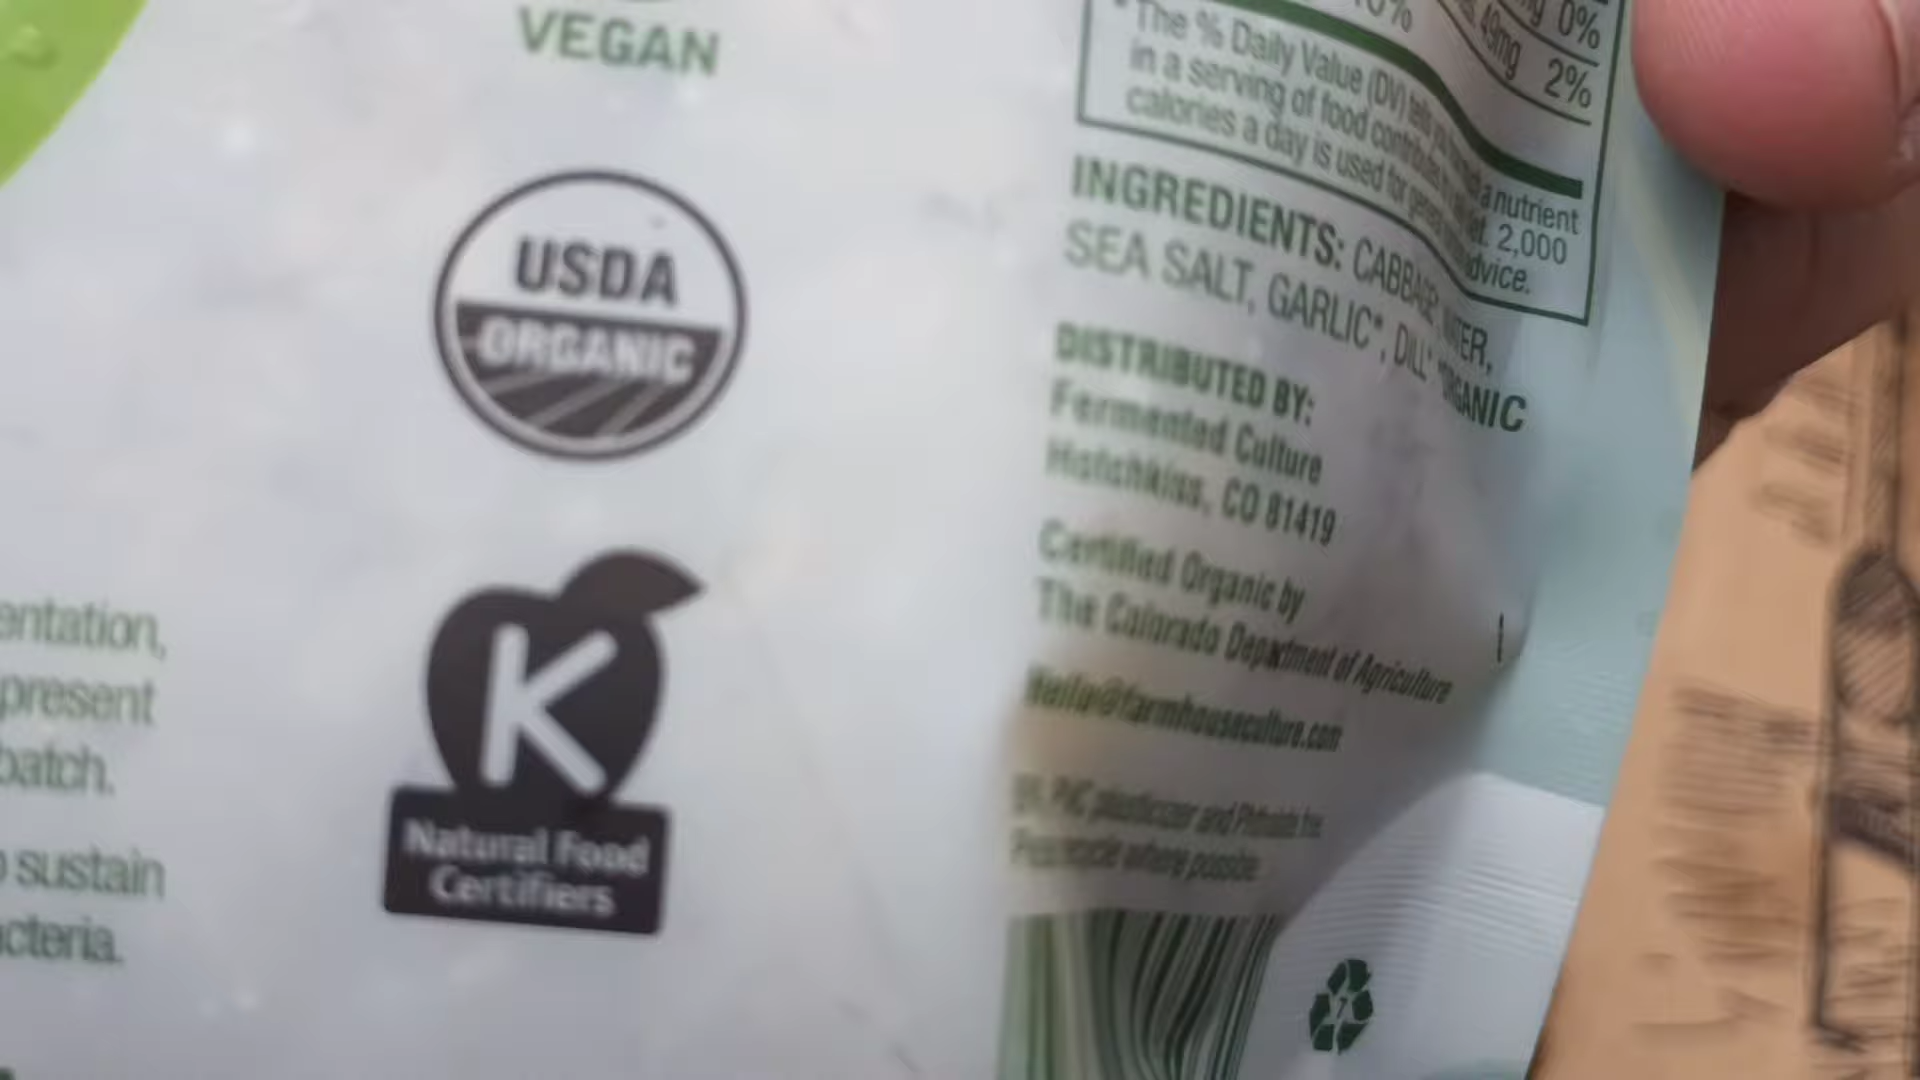 VEGAN
USDA
ORGANIC
K
Natural Food
Certifiers
entation,
present
batch.
sustain
cteria.
10%
0%
49mg 2%
* The % Daily Value (DV) tells you a nutrient
in a serving of food contributes 2,000
calories a day is used for advice.
INGREDIENTS: CABBAGE*, WATER,
SEA SALT, GARLIC*, DILL* *ORGANIC
DISTRIBUTED BY:
Fermented Culture
Hotchkiss, CO 81419
Certified Organic by
The Colorado Department of Agriculture
Hello@farmhouseculture.com
7